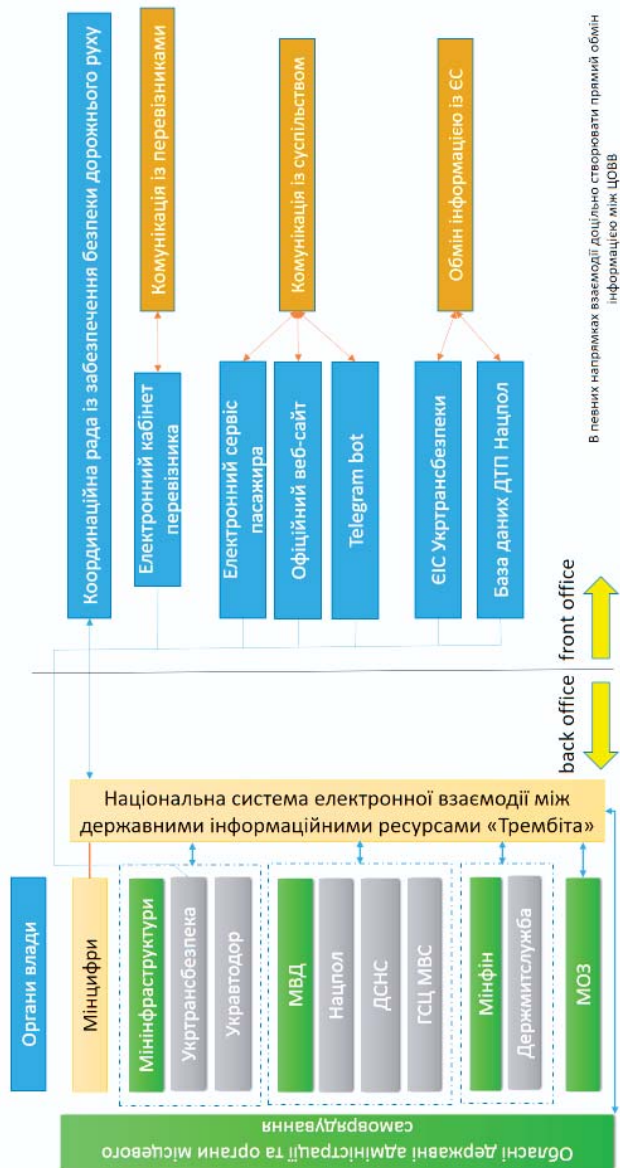 Органи влади
Мінцифри
Мінінфраструктури
Укртрансбезпека
Укравтодор
МВД
Нацпол
ДСНС
ГСЦ МВС
Мінфін
Держмитслужба
МОЗ
Обласні державні адміністрації та органи місцевого
самоврядування
Національна система електронної взаємодії між
державними інформаційними ресурсами «Трембіта»
back office
front office
Координаційна рада із забезпечення безпеки дорожнього руху
Електронний кабінет
перевізника
Комунікація із перевізниками
Електронний сервіс
пасажира
Офіційний веб-сайт
Telegram bot
Комунікація із суспільством
ЄІС Укртрансбезпеки
База даних ДТП Нацпол
Обмін інформацією із ЄС
В певних напрямках взаємодії доцільно створювати прямий обмін
інформацією між ЦОВВ